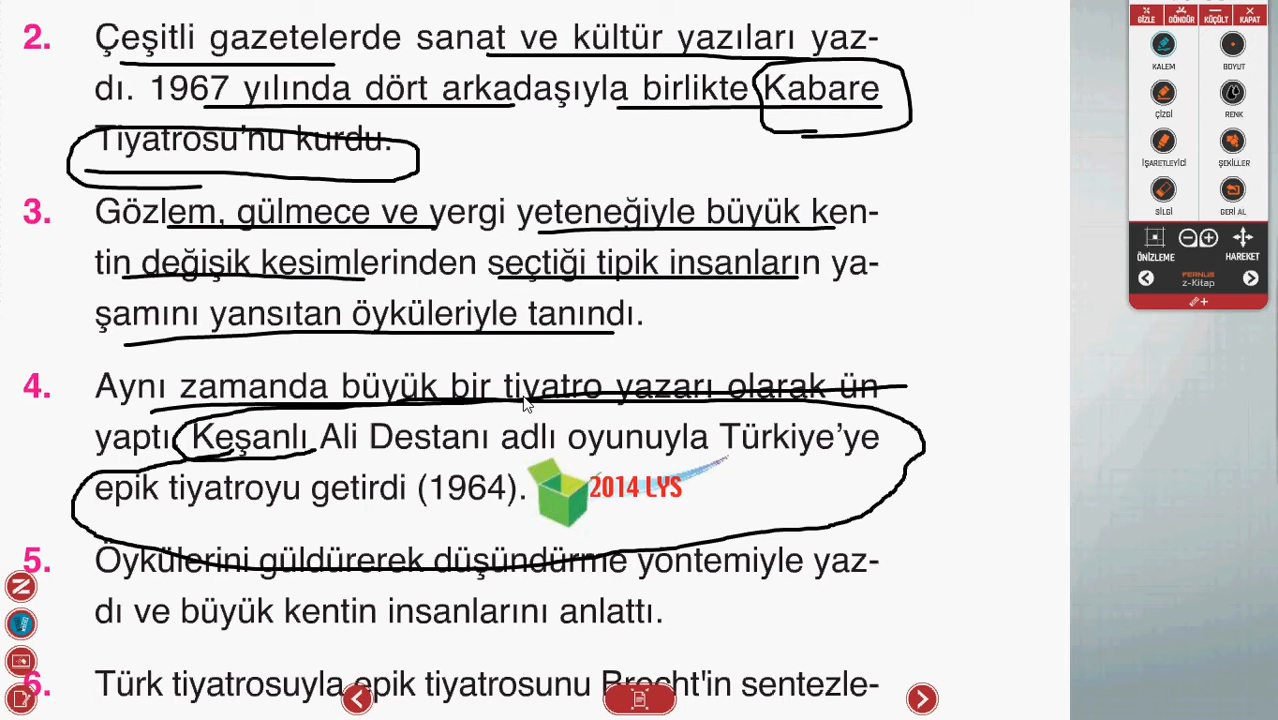 2. Çeşitli gazetelerde sanat ve kültür yazıları yaz-
dı. 1967 yılında dört arkadaşıyla birlikte Kabare
Tiyatrosu’nu kurdu.
3. Gözlem, gülmece ve yergi yeteneğiyle büyük ken-
tin değişik kesimlerinden seçtiği tipik insanların ya-
şamını yansıtan öyküleriyle tanındı.
4. Aynı zamanda büyük bir tiyatro yazarı olarak ün
yaptı. Keşanlı Ali Destanı adlı oyunuyla Türkiye’ye
epik tiyatroyu getirdi (1964). 2014 LYS
5. Öykülerini güldürerek düşündürme yöntemiyle yaz-
dı ve büyük kentin insanlarını anlattı.
6. Türk tiyatrosuyla epik tiyatrosunu Brecht'in sentezle-
GİZLE DÖNDÜR KÜÇÜLT KAPAT
KALEM BOYUT
ÇİZGİ RENK
İŞARETLEYİCİ ŞEKİLLER
SİLGİ GERİ AL
ÖNİZLEME HAREKET
FERNUS
z-Kitap